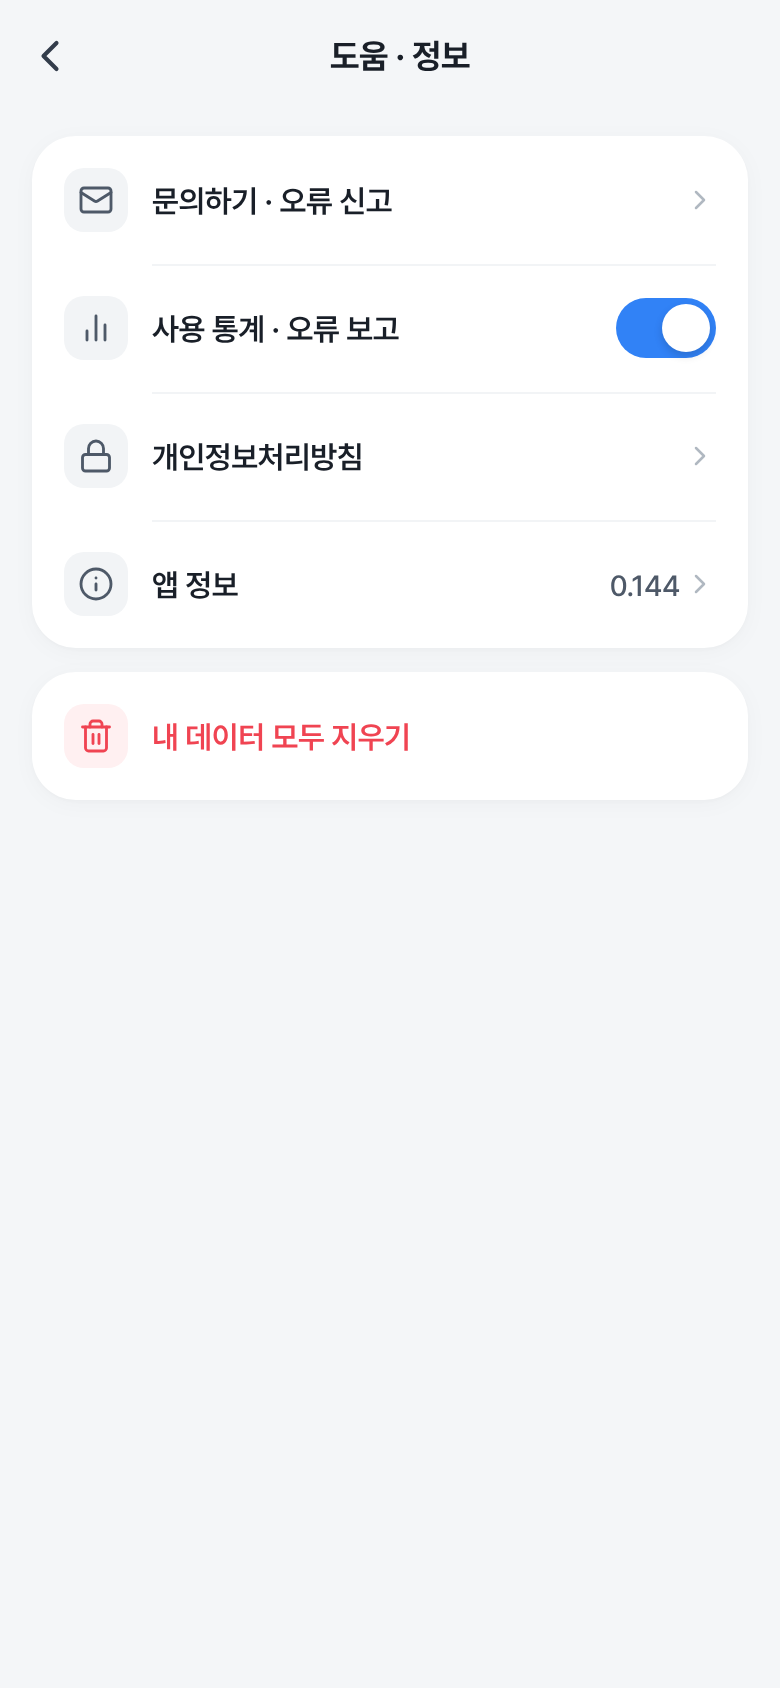 도움 · 정보
문의하기 · 오류 신고
사용 통계 · 오류 보고
개인정보처리방침
앱 정보 0.144
내 데이터 모두 지우기